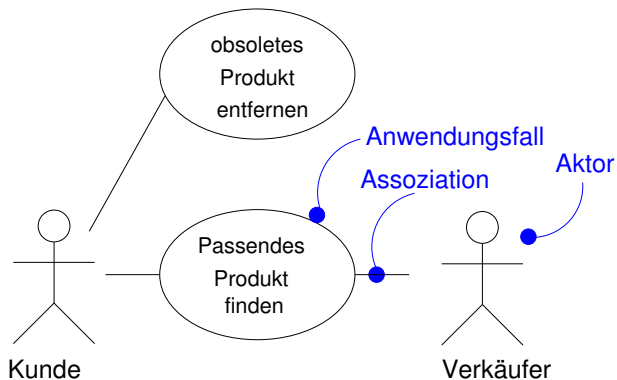 obsoletes
Produkt
entfernen
Anwendungsfall
Assoziation
Aktor
Passendes
Produkt
finden
Kunde
Verkäufer